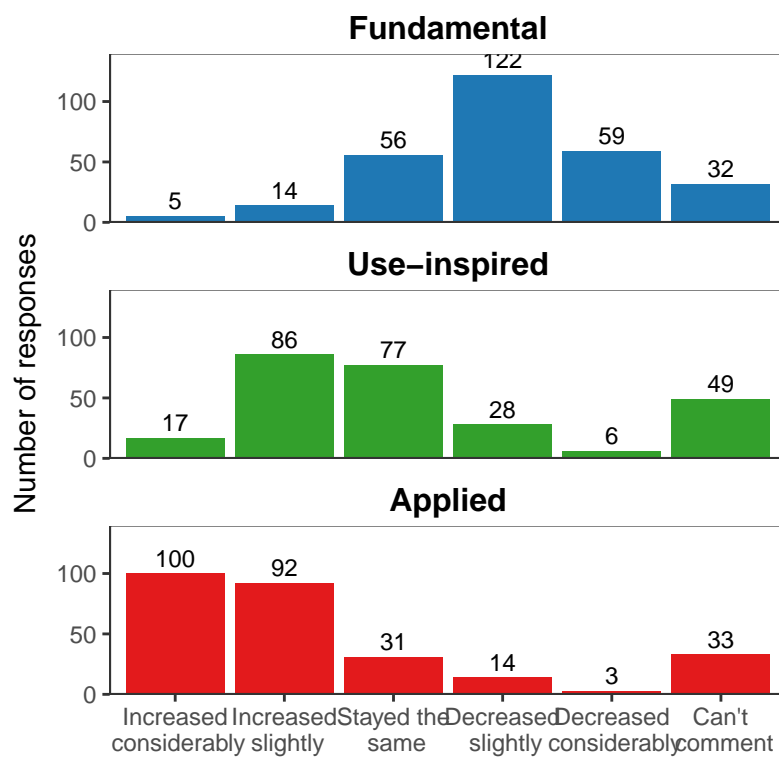 Fundamental
122
100
56
59
50
32
14
5
0
Number of responses
Use−inspired
100
86
77
50
49
28
17
6
0
Applied
100
100
92
50
31
33
14
3
0
Increased considerably
Increased slightly
Stayed the same
Decreased slightly
Decreased considerably
Can't comment